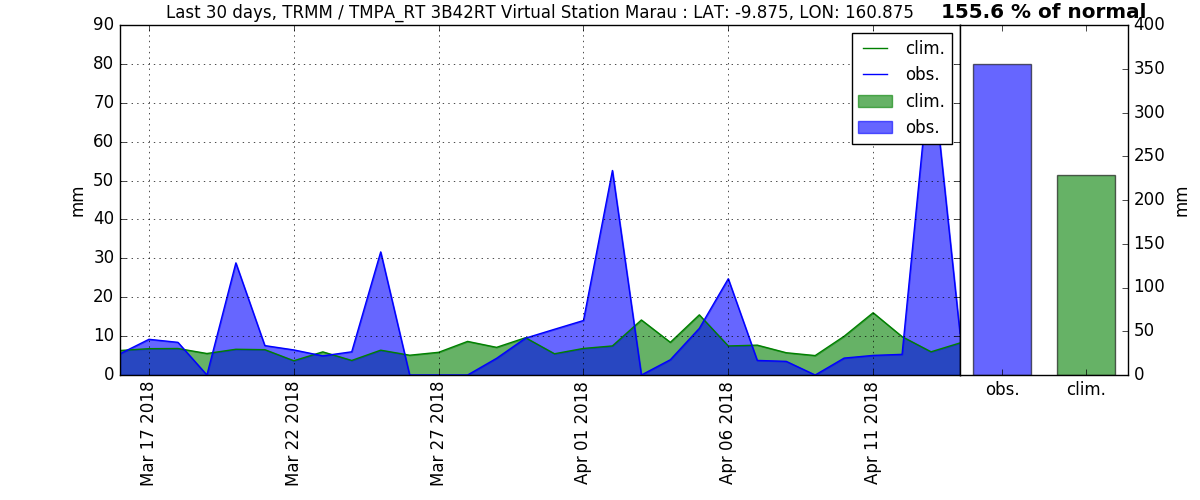 Last 30 days, TRMM / TMPA_RT 3B42RT Virtual Station Marau : LAT: -9.875, LON: 160.875
155.6 % of normal
90
80
70
60
50
40
30
20
10
0
mm
clim.
obs.
clim.
obs.
Mar 17 2018
Mar 22 2018
Mar 27 2018
Apr 01 2018
Apr 06 2018
Apr 11 2018
400
350
300
250
200
150
100
50
0
mm
obs.
clim.